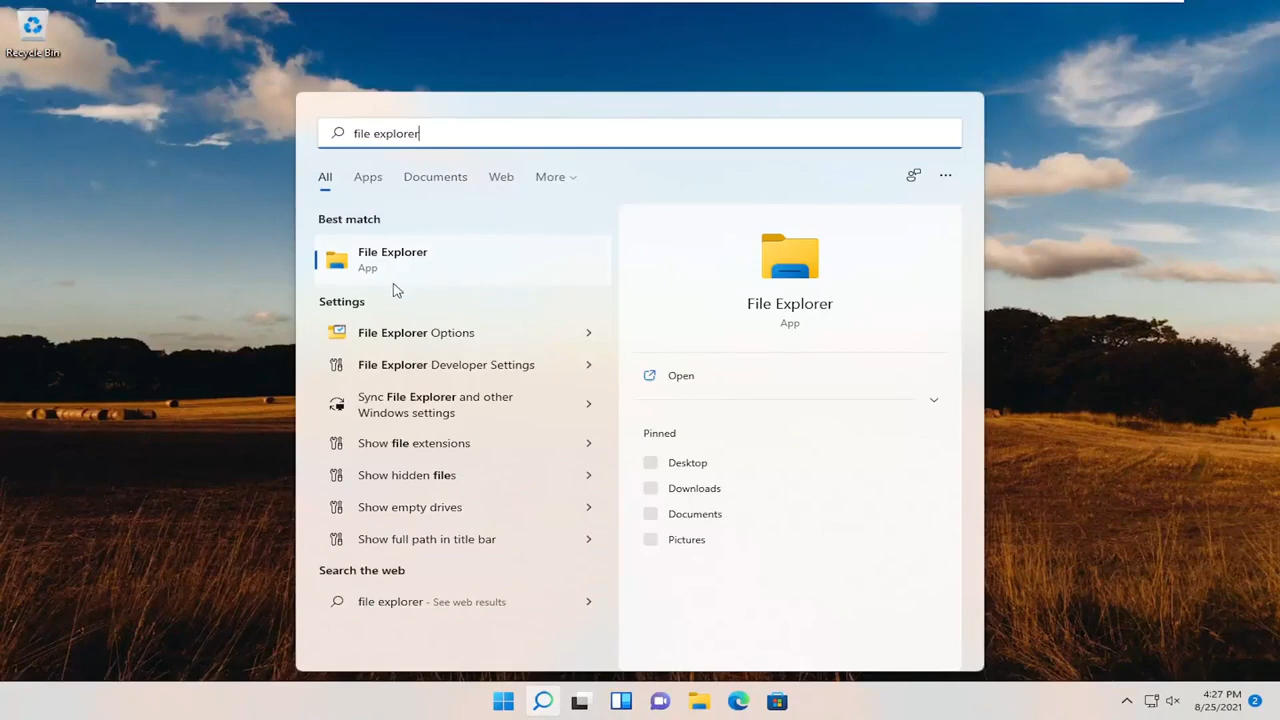 Recycle Bin
file explorer
All Apps Documents Web More
Best match
File Explorer
App
Settings
File Explorer Options
File Explorer Developer Settings
Sync File Explorer and other
Windows settings
Show file extensions
Show hidden files
Show empty drives
Show full path in title bar
Search the web
file explorer - See web results
File Explorer
App
Open
Pinned
Desktop
Downloads
Documents
Pictures
4:27 PM
8/25/2021
2